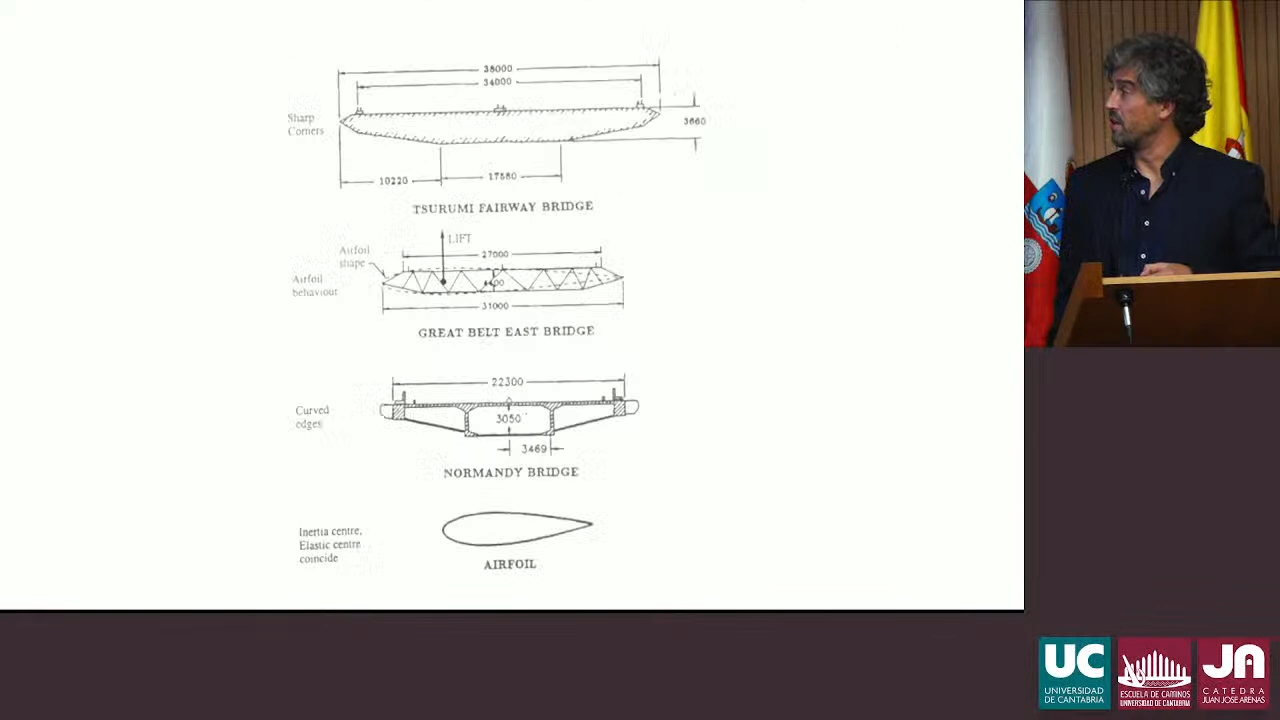 38000
34000
Sharp
Corners
3660
10220
17580
TSURUMI FAIRWAY BRIDGE
LIFT
Airfoil
shape
27000
Airfoil
behaviour
4400
31000
GREAT BELT EAST BRIDGE
22300
Curved
edges
3050
3469
NORMANDY BRIDGE
Inertia centre,
Elastic centre
coincide
AIRFOIL
UC
UNIVERSIDAD
DE CANTABRIA
ESCUELA DE CAMINOS
UNIVERSIDAD DE CANTABRIA
JA
CATEDRA
JUAN JOSE ARENAS